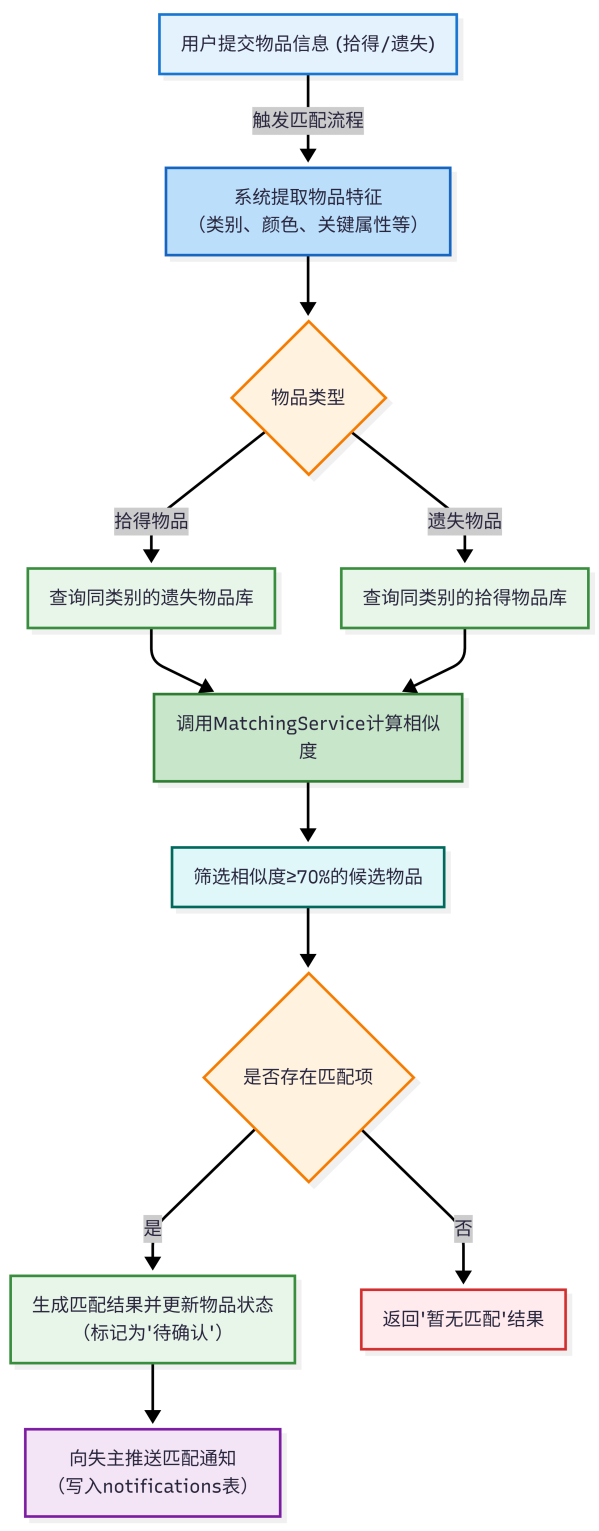 用户提交物品信息 (拾得/遗失)
触发匹配流程
系统提取物品特征
（类别、颜色、关键属性等）
物品类型
拾得物品
遗失物品
查询同类别的遗失物品库
查询同类别的拾得物品库
调用MatchingService计算相似
度
筛选相似度≥70%的候选物品
是否存在匹配项
是
否
生成匹配结果并更新物品状态
（标记为'待确认'）
返回'暂无匹配'结果
向失主推送匹配通知
（写入notifications表）